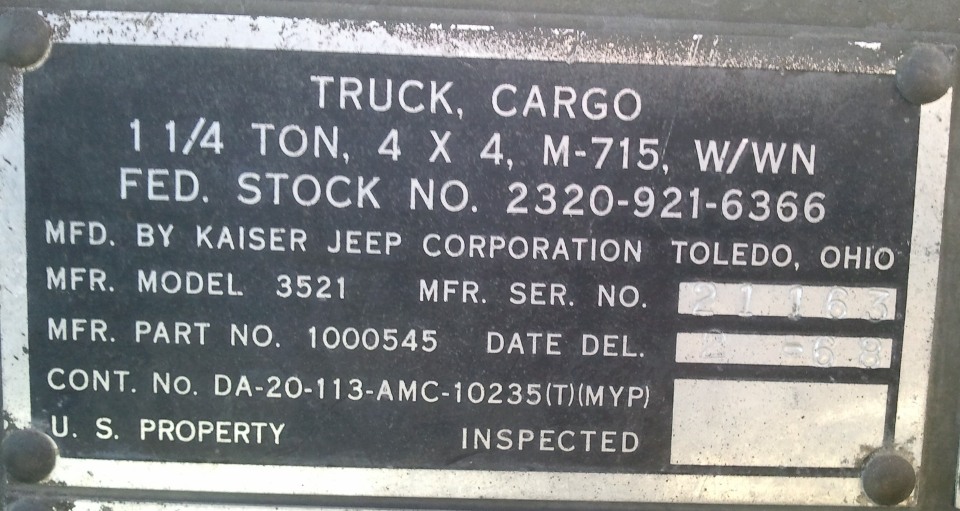 TRUCK, CARGO
1 1/4 TON, 4 X 4, M-715, W/WN
FED. STOCK NO. 2320-921-6366
MFD. BY KAISER JEEP CORPORATION TOLEDO, OHIO
MFR. MODEL 3521 MFR. SER. NO. 21163
MFR. PART NO. 1000545 DATE DEL. -68
CONT. No. DA-20-113-AMC-10235(T)(MYP)
U. S. PROPERTY INSPECTED